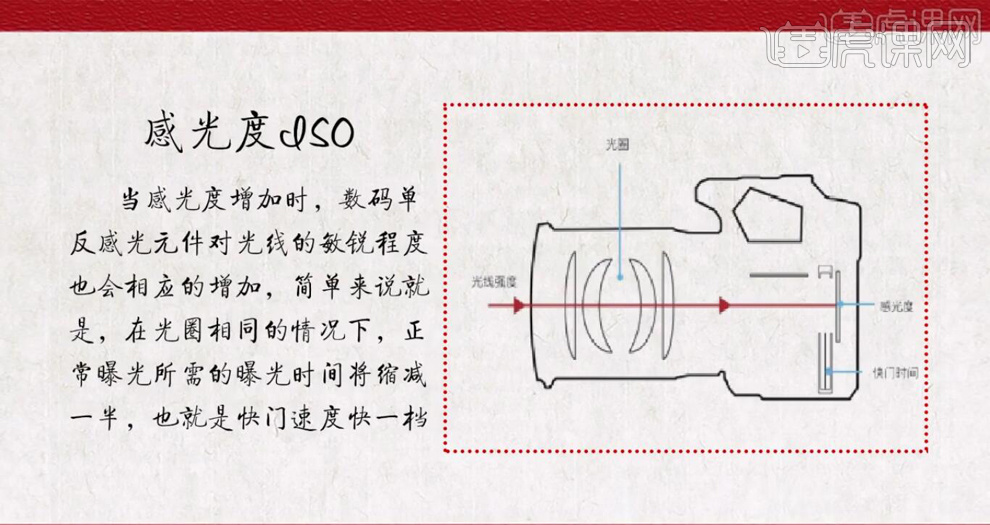 虎课网
虎课网
感光度ISO
当感光度增加时，数码单
反感光元件对光线的敏锐程度
也会相应的增加，简单来说就
是，在光圈相同的情况下，正
常曝光所需的曝光时间将缩减
一半，也就是快门速度快一档
光圈
光线强度
感光度
快门时间